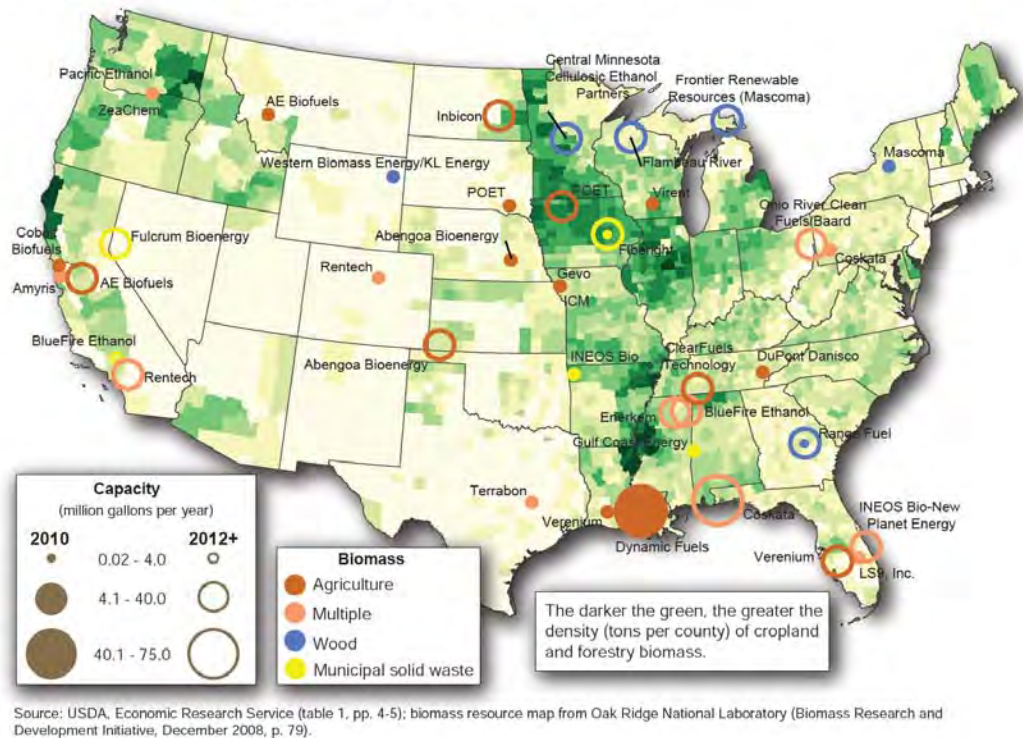 Pacific Ethanol
ZeaChem
AE Biofuels
Inbicon
Central Minnesota
Cellulosic Ethanol
Partners
Frontier Renewable
Resources (Mascoma)
Western Biomass Energy/KL Energy
Flambeau River
Mascoma
POET
POET
Virent
Ohio River Clean
Fuels/Baard
Cobalt
Biofuels
Fulcrum Bioenergy
Abengoa Bioenergy
Fiberight
Coskata
Rentech
Gevo
Amyris
AE Biofuels
ICM
BlueFire Ethanol
ClearFuels
Technology
INEOS Bio
DuPont Danisco
Abengoa Bioenergy
Rentech
Enerkem
BlueFire Ethanol
Gulf Coast Energy
Range Fuel
Terrabon
Verenium
Coskata
INEOS Bio-New
Planet Energy
Dynamic Fuels
Verenium
LS9, Inc.
Capacity
(million gallons per year)
2010 2012+
0.02 - 4.0
4.1 - 40.0
40.1 - 75.0
Biomass
Agriculture
Multiple
Wood
Municipal solid waste
The darker the green, the greater the
density (tons per county) of cropland
and forestry biomass.
Source: USDA, Economic Research Service (table 1, pp. 4-5); biomass resource map from Oak Ridge National Laboratory (Biomass Research and
Development Initiative, December 2008, p. 79).